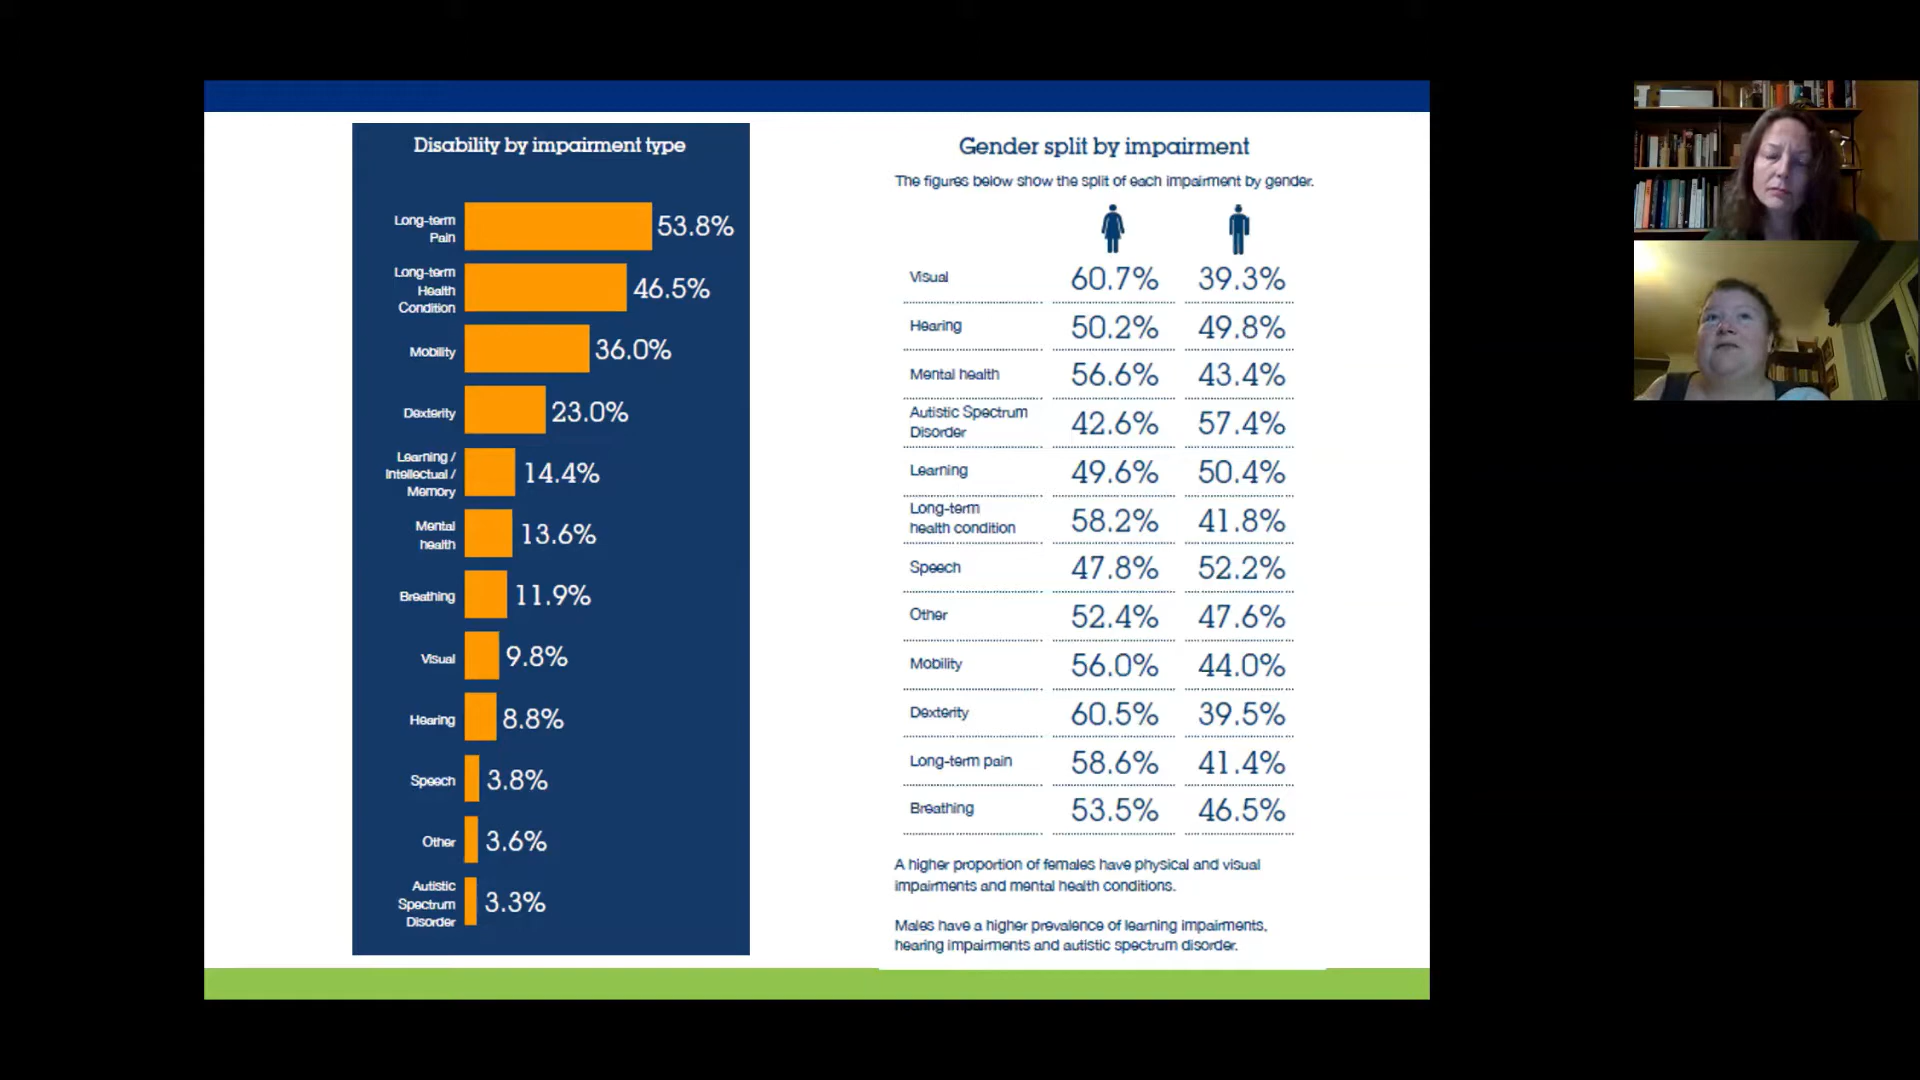 Disability by impairment type
Long-term
Pain
53.8%
Long-term
Health
Condition
46.5%
Mobility
36.0%
Dexterity
23.0%
Learning /
Intellectual /
Memory
14.4%
Mental
health
13.6%
Breathing
11.9%
Visual
9.8%
Hearing
8.8%
Speech
3.8%
Other
3.6%
Autistic
Spectrum
Disorder
3.3%
Gender split by impairment
The figures below show the split of each impairment by gender.
Visual 60.7% 39.3%
Hearing 50.2% 49.8%
Mental health 56.6% 43.4%
Autistic Spectrum
Disorder 42.6% 57.4%
Learning 49.6% 50.4%
Long-term
health condition 58.2% 41.8%
Speech 47.8% 52.2%
Other 52.4% 47.6%
Mobility 56.0% 44.0%
Dexterity 60.5% 39.5%
Long-term pain 58.6% 41.4%
Breathing 53.5% 46.5%
A higher proportion of females have physical and visual
impairments and mental health conditions.
Males have a higher prevalence of learning impairments,
hearing impairments and autistic spectrum disorder.